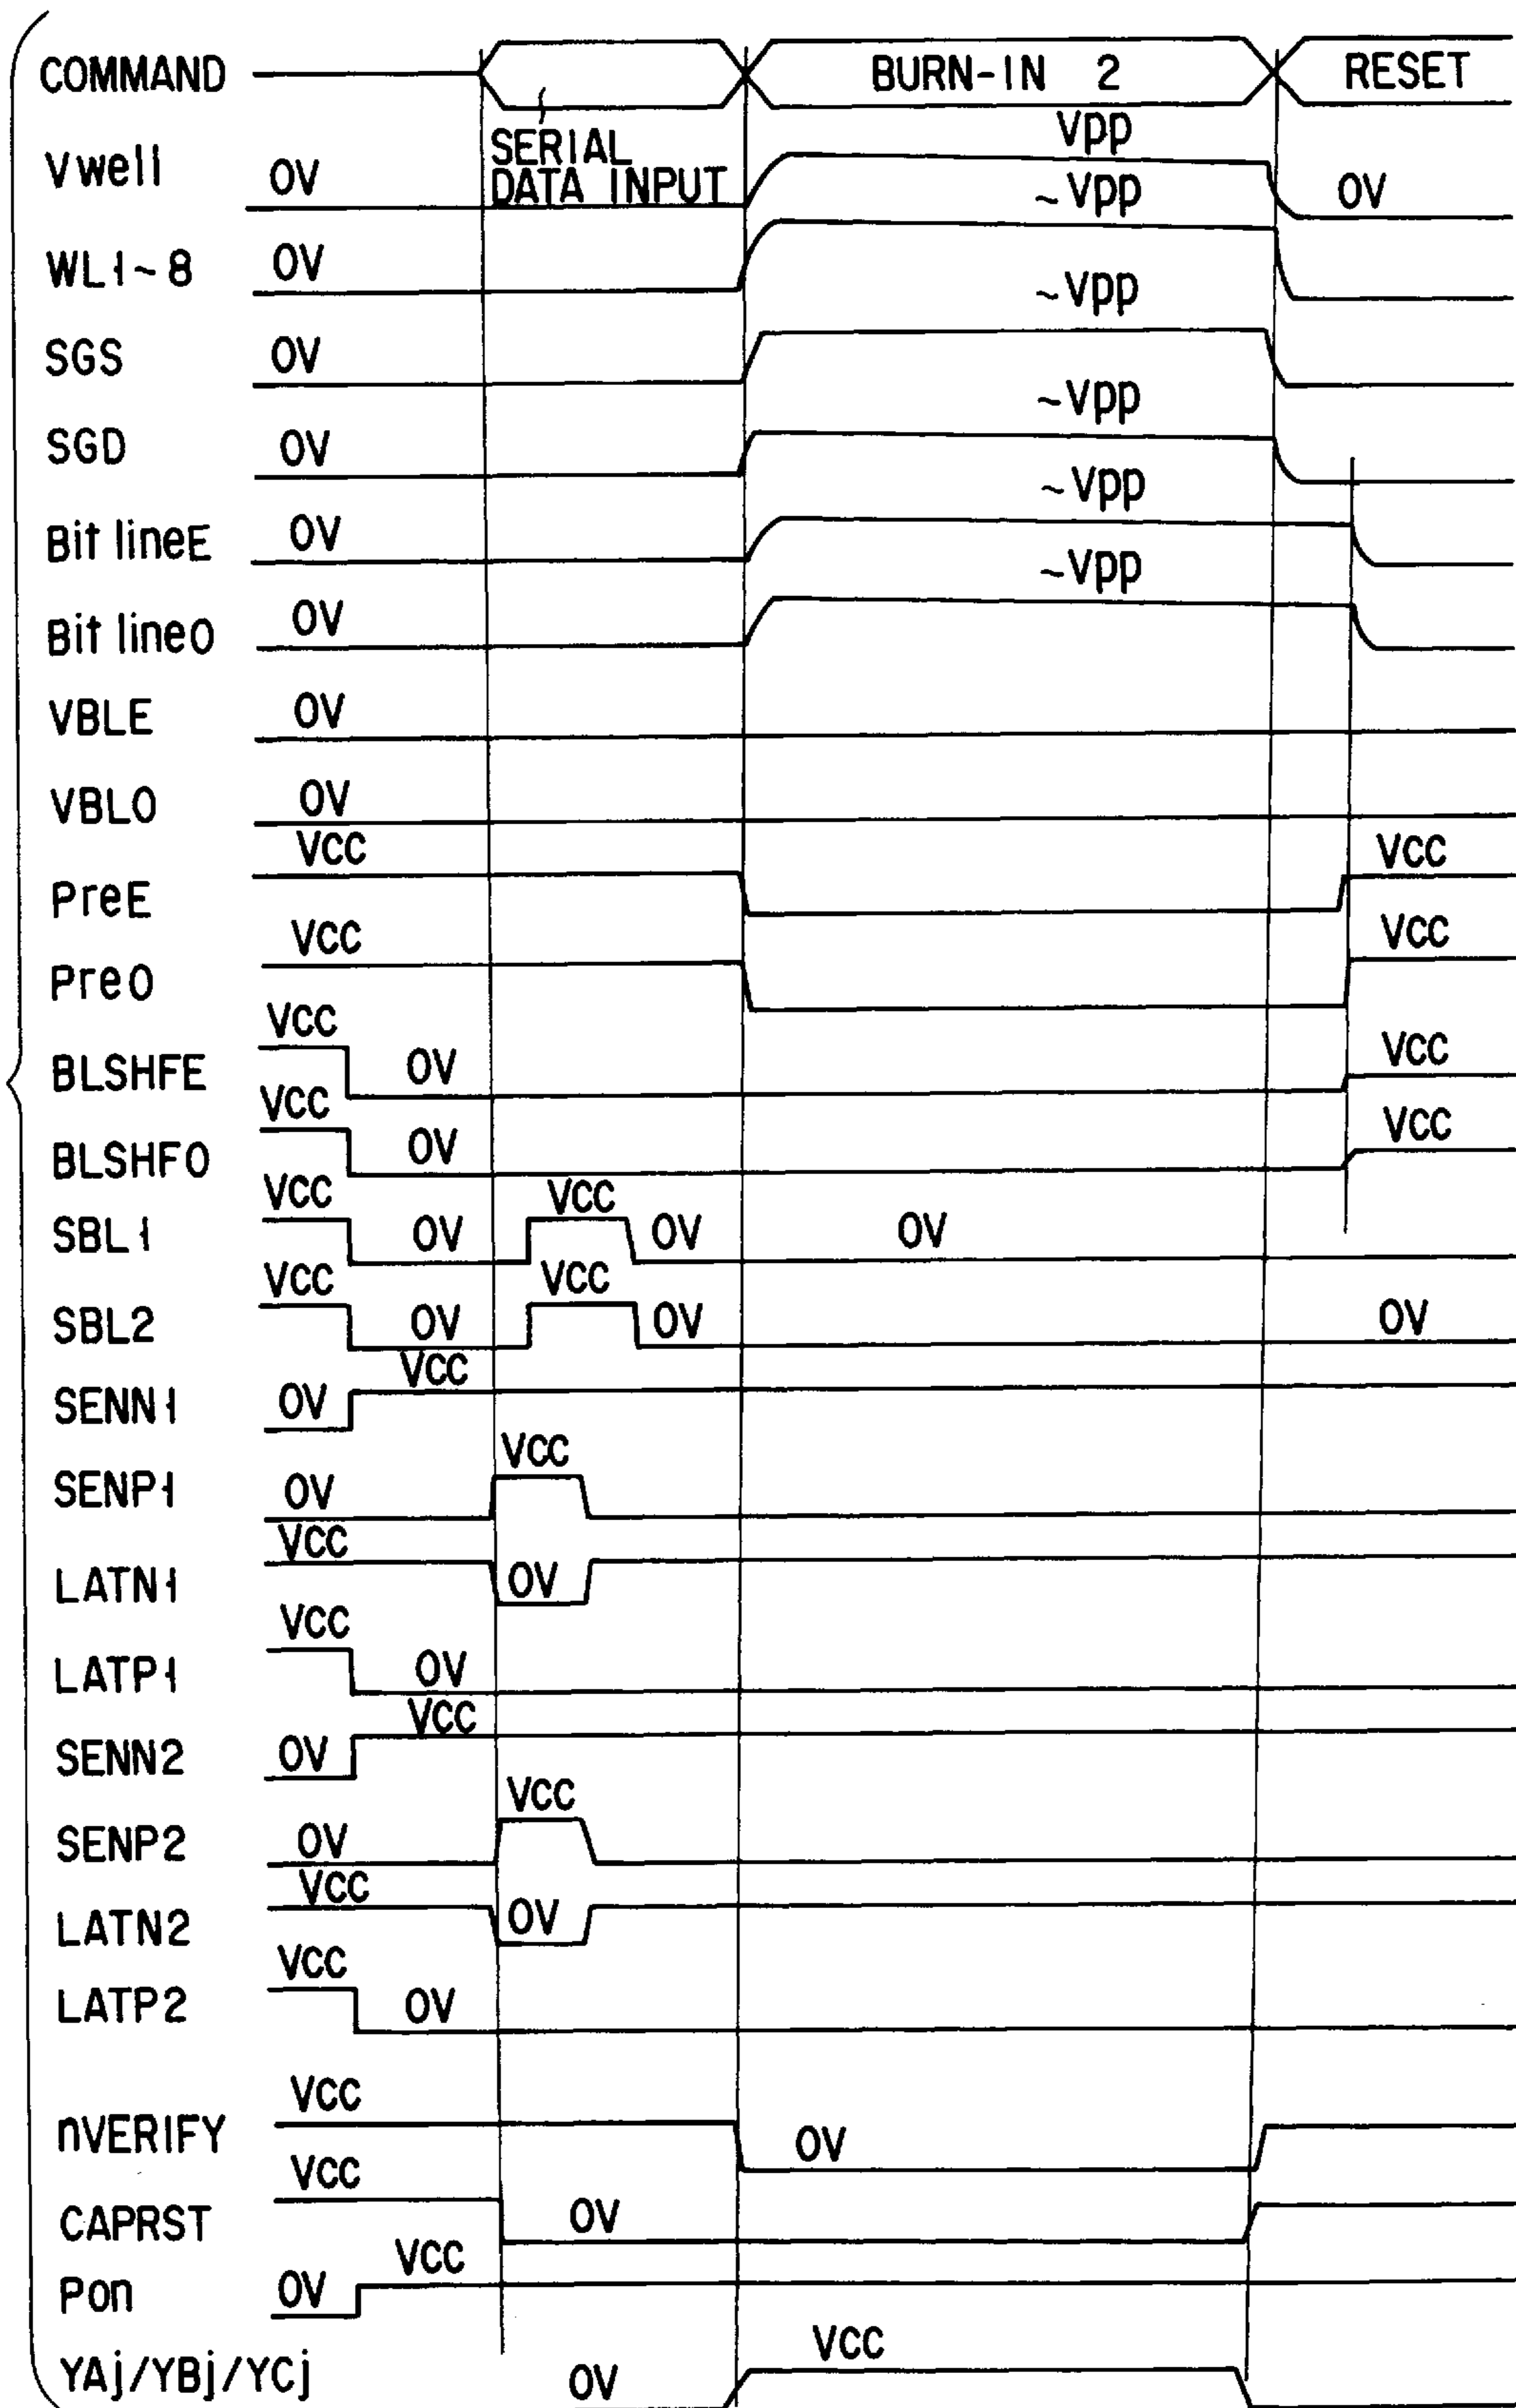 COMMAND BURN-IN 2 RESET
SERIAL
DATA INPUT
Vwell 0V Vpp 0V
WL1~8 0V ~Vpp
SGS 0V ~Vpp
SGD 0V ~Vpp
Bit lineE 0V ~Vpp
Bit lineO 0V ~Vpp
VBLE 0V
VBLO 0V
PreE VCC VCC
PreO VCC VCC
BLSHFE VCC 0V VCC
BLSHFO VCC 0V VCC
SBL1 VCC 0V VCC 0V 0V
SBL2 VCC 0V VCC 0V 0V
SENN1 0V VCC
SENP1 0V VCC
LATN1 VCC 0V
LATP1 VCC 0V
SENN2 0V VCC
SENP2 0V VCC
LATN2 VCC 0V
LATP2 VCC 0V
nVERIFY VCC 0V
CAPRST VCC 0V
Pon 0V VCC
YAj/YBj/YCj 0V VCC